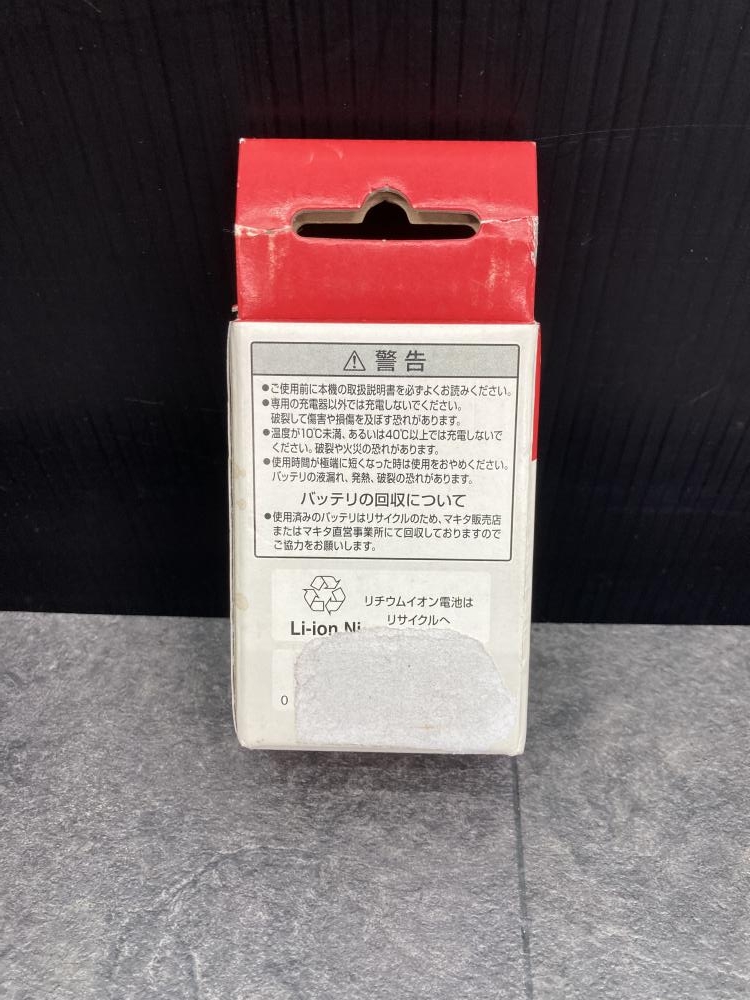 警告
●ご使用前に本機の取扱説明書を必ずよくお読みください。
●専用の充電器以外では充電しないでください。
破裂して傷害や損傷を及ぼす恐れがあります。
●温度が10℃未満、あるいは40℃以上では充電しないで
ください。破裂や火災の恐れがあります。
●使用時間が極端に短くなった時は使用をおやめください。
バッテリの液漏れ、発熱、破裂の恐れがあります。
バッテリの回収について
●使用済みのバッテリはリサイクルのため、マキタ販売店
またはマキタ直営事業所にて回収しておりますので
ご協力をお願いします。
リチウムイオン電池は
リサイクルへ
Li-ion Ni
0